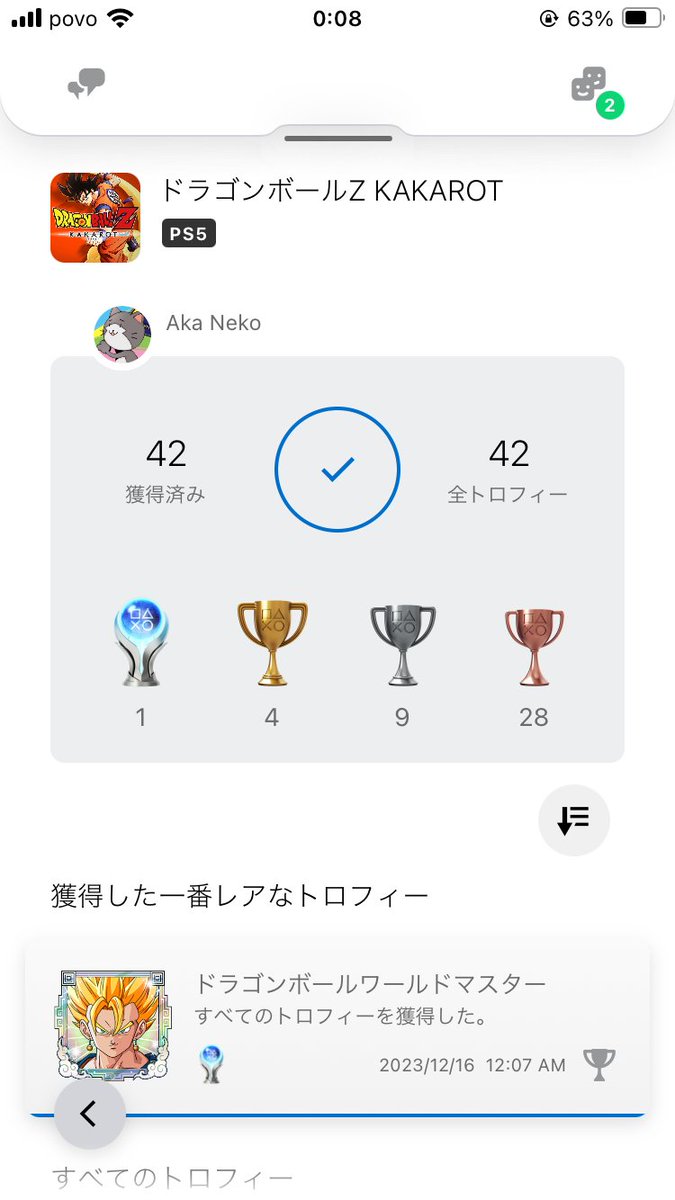 povo 0:08 63%
2
ドラゴンボールZ KAKAROT
DRAGON BALL Z
KAKAROT
PS5
Aka Neko
42
獲得済み
42
全トロフィー
1 4 9 28
獲得した一番レアなトロフィー
ドラゴンボールワールドマスター
すべてのトロフィーを獲得した。
2023/12/16 12:07 AM
すべてのトロフィー